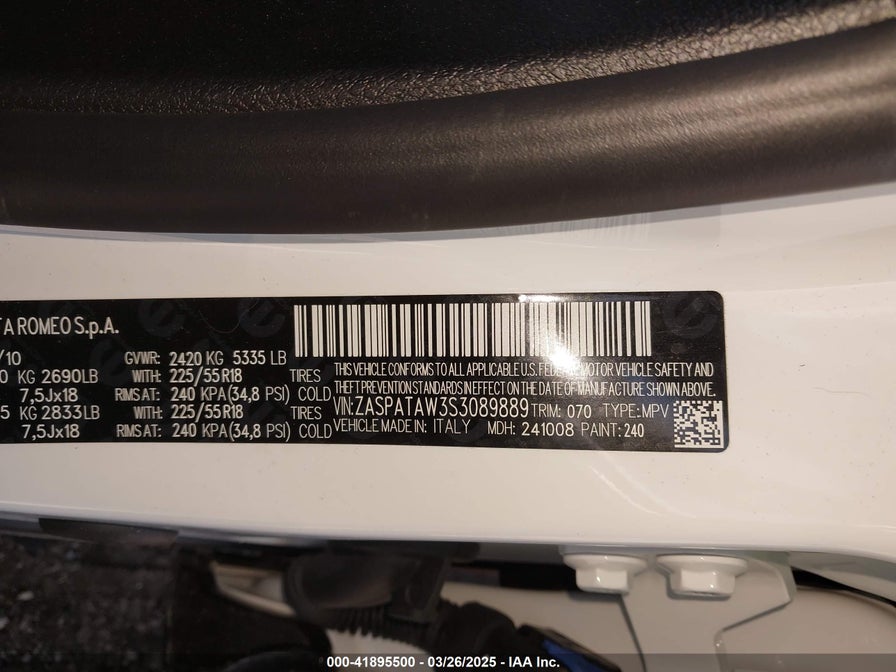 TA ROMEO S.p.A.
/10 GVWR: 2420 KG 5335 LB
0 KG 2690LB WITH: 225/55R18 TIRES
7,5Jx18 RIMS AT: 240 KPA(34,8 PSI) COLD
5 KG 2833LB WITH: 225/55R18 TIRES
7,5Jx18 RIMS AT: 240 KPA(34,8 PSI) COLD
THIS VEHICLE CONFORMS TO ALL APPLICABLE U.S. FEDERAL MOTOR VEHICLE SAFETY AND
THEFT PREVENTION STANDARDS IN EFFECT ON THE DATE OF MANUFACTURE SHOWN ABOVE.
VIN: ZASPATAW3S3089889 TRIM: 070 TYPE: MPV
VEHICLE MADE IN: ITALY MDH: 241008 PAINT: 240
000-41895500 - 03/26/2025 - IAA Inc.